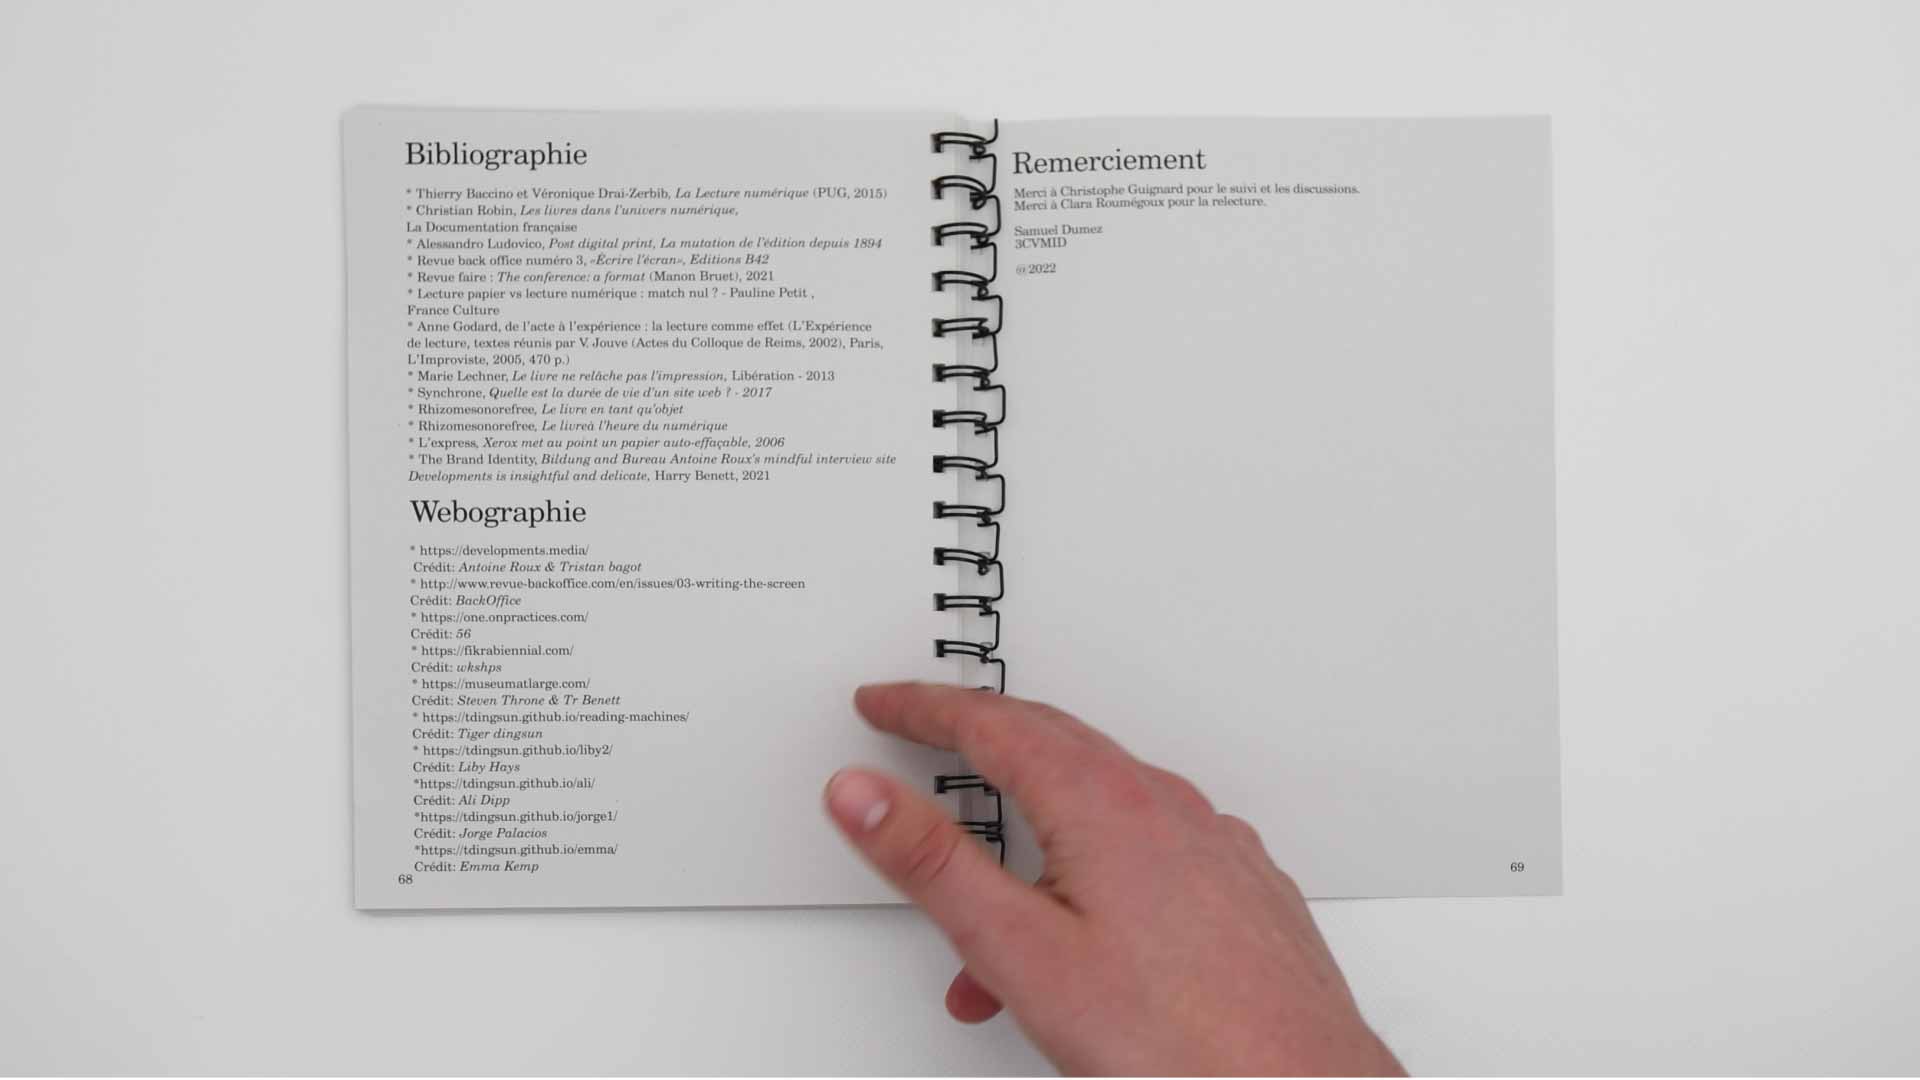 Bibliographie
* Thierry Baccino et Véronique Drai-Zerbib, La Lecture numérique (PUG, 2015)
* Christian Robin, Les livres dans l'univers numérique,
La Documentation française
* Alessandro Ludovico, Post digital print, La mutation de l'édition depuis 1894
* Revue back office numéro 3, «Écrire l'écran», Editions B42
* Revue faire : The conference: a format (Manon Bruet), 2021
* Lecture papier vs lecture numérique : match nul ? - Pauline Petit ,
France Culture
* Anne Godard, de l'acte à l'expérience : la lecture comme effet (L'Expérience
de lecture, textes réunis par V. Jouve (Actes du Colloque de Reims, 2002), Paris,
L'Improviste, 2005, 470 p.)
* Marie Lechner, Le livre ne relâche pas l'impression, Libération - 2013
* Synchrone, Quelle est la durée de vie d'un site web ? - 2017
* Rhizomesonorefree, Le livre en tant qu'objet
* Rhizomesonorefree, Le livreà l'heure du numérique
* L'express, Xerox met au point un papier auto-effaçable, 2006
* The Brand Identity, Bildung and Bureau Antoine Roux's mindful interview site
Developments is insightful and delicate, Harry Benett, 2021
Webographie
* https://developments.media/
Crédit: Antoine Roux & Tristan bagot
* http://www.revue-backoffice.com/en/issues/03-writing-the-screen
Crédit: BackOffice
* https://one.onpractices.com/
Crédit: 56
* https://fikrabiennial.com/
Crédit: wkshps
* https://museumatlarge.com/
Crédit: Steven Throne & Tr Benett
* https://tdingsun.github.io/reading-machines/
Crédit: Tiger dingsun
* https://tdingsun.github.io/liby2/
Crédit: Liby Hays
*https://tdingsun.github.io/ali/
Crédit: Ali Dipp
*https://tdingsun.github.io/jorge1/
Crédit: Jorge Palacios
*https://tdingsun.github.io/emma/
Crédit: Emma Kemp
68
Remerciement
Merci à Christophe Guignard pour le suivi et les discussions.
Merci à Clara Roumégoux pour la relecture.
Samuel Dumez
3CVMID
@2022
69